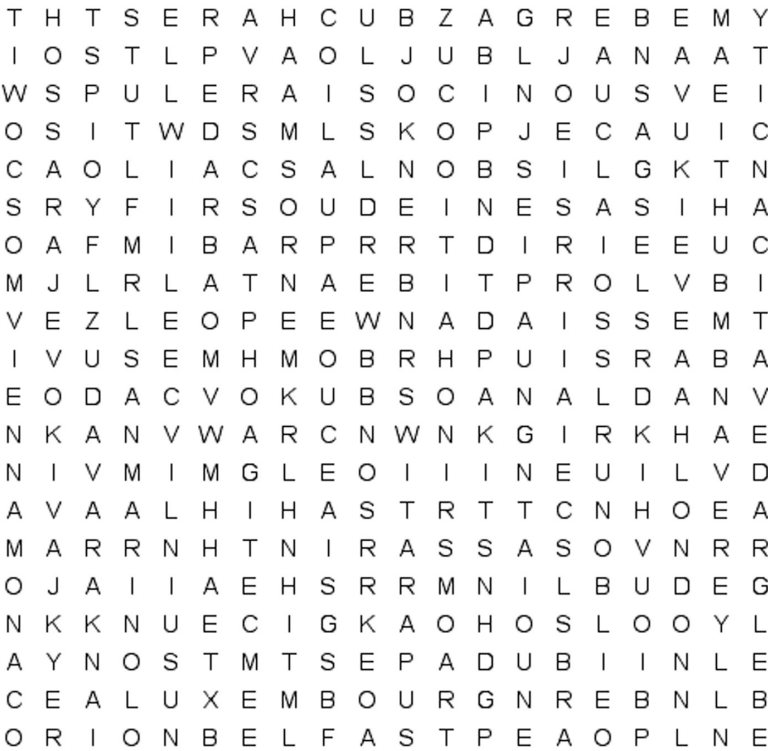 T H T S E R A H C U B Z A G R E B E M Y
I O S T L P V A O L J U B L J A N A A T
W S P U L E R A I S O C I N O U S V E I
O S I T W D S M L S K O P J E C A U I C
C A O L I A C S A L N O B S I L G K T N
S R Y F I R S O U D E I N E S A S I H A
O A F M I B A R P R R T D I R I E E U C
M J L R L A T N A E B I T P R O L V B I
V E Z L E O P E E W N A D A I S S E M T
I V U S E M H M O B R H P U I S R A B A
E O D A C V O K U B S O A N A L D A N V
N K A N V W A R C N W N K G I R K H A E
N I V M I M G L E O I I I N E U I L V D
A V A A L H I H A S T R T T C N H O E A
M A R R N H T N I R A S S A S O V N R R
O J A I I A E H S R R M N I L B U D E G
N K K N U E C I G K A O H O S L O O Y L
A Y N O S T M T S E P A D U B I I N L E
C E A L U X E M B O U R G N R E B N L B
O R I O N B E L F A S T P E A O P L N E